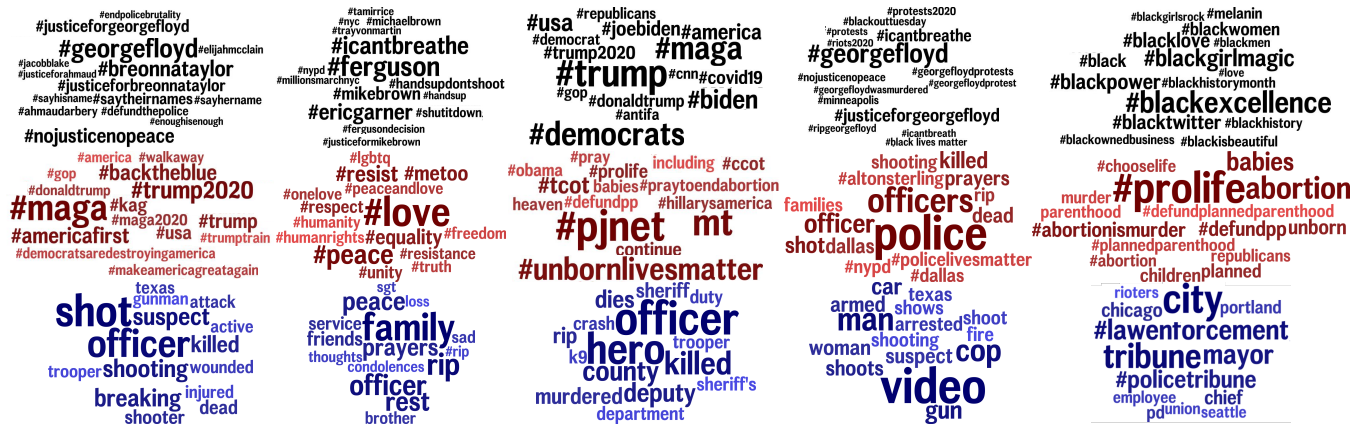 #endpolicebrutality
#justiceforgeorgefloyd
#georgefloyd #elijahmcclain
#jacobblake #breonnataylor
#justiceforahmaud
#justiceforbreonnataylor
#sayhisname #saytheirnames #sayhername
#ahmaudarbery #defundthepolice
#enoughisenough
#nojusticenopeace
#tamirrice
#nyc #michaelbrown
#trayvonmartin
#icantbreathe
#nypd #ferguson
#millionsmarchnyc #handsupdontshoot
#mikebrown #handsup
#ericgarner #shutitdown
#fergusondecision
#justiceformikebrown
#republicans
#usa #joebiden #america
#democrat #maga
#trump2020
#trump #cnn #covid19
#gop #donaldtrump #biden
#antifa
#democrats
#protests2020
#blackouttuesday
#protests #icantbreathe
#riots2020
#georgefloyd
#georgefloydprotests
#nojusticenopeace #georgefloydprotest
#georgefloydwasmurdered
#minneapolis
#justiceforgeorgefloyd
#ripgeorgefloyd
#icantbreath
#black lives matter
#blackgirlsrock #melanin
#blackwomen
#blacklove #blackmen
#black #blackgirlmagic
#love
#blackpower #blackhistorymonth
#blackexcellence
#blacktwitter #blackhistory
#blackownedbusiness #blackisbeautiful
#america #walkaway
#gop #backtheblue
#donaldtrump #trump2020
#maga #kag
#maga2020 #trump
#americafirst #usa #trumptrain
#democratsaredestroyingamerica
#makeamericagreatagain
#lgbtq
#resist #metoo
#onelove #peaceandlove
#respect #love
#humanity
#humanrights #equality #freedom
#peace #resistance
#unity #truth
#pray including #ccot
#obama #prolife
#tcot babies #praytoendabortion
heaven #defundpp #hillarysamerica
#pjnet mt
continue
#unbornlivesmatter
shooting killed
#altonsterling prayers
families officers rip
officer dead
shot dallas police
#nypd #policelivesmatter
#dallas
#chooselife babies
murder #prolife abortion
parenthood #defundplannedparenthood
#abortionismurder #defundpp unborn
#plannedparenthood
#abortion republicans
children planned
texas
gunman attack
shot suspect
active
officer killed
trooper shooting wounded
breaking injured
dead
shooter
sgt
peace loss
service family
friends sad
prayers #rip
thoughts
condolences rip
officer
rest
brother
sheriff
dies duty
crash officer
rip trooper
k9 hero
county killed
sheriff's
murdered deputy
department
car
armed texas
shows
man arrested shoot
shooting fire
woman suspect cop
shoots
video
gun
rioters city
chicago portland
#lawenforcement
tribune mayor
#policetribune
employee chief
pd union seattle